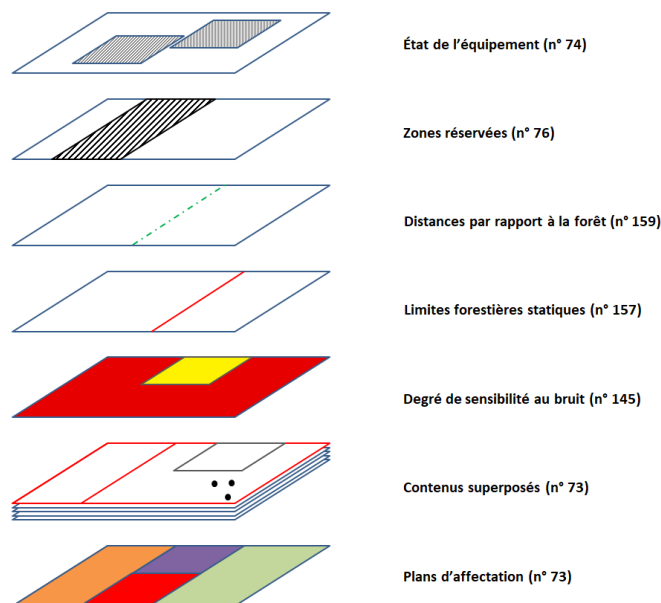 État de l'équipement (n° 74)
Zones réservées (n° 76)
Distances par rapport à la forêt (n° 159)
Limites forestières statiques (n° 157)
Degré de sensibilité au bruit (n° 145)
Contenus superposés (n° 73)
Plans d'affectation (n° 73)